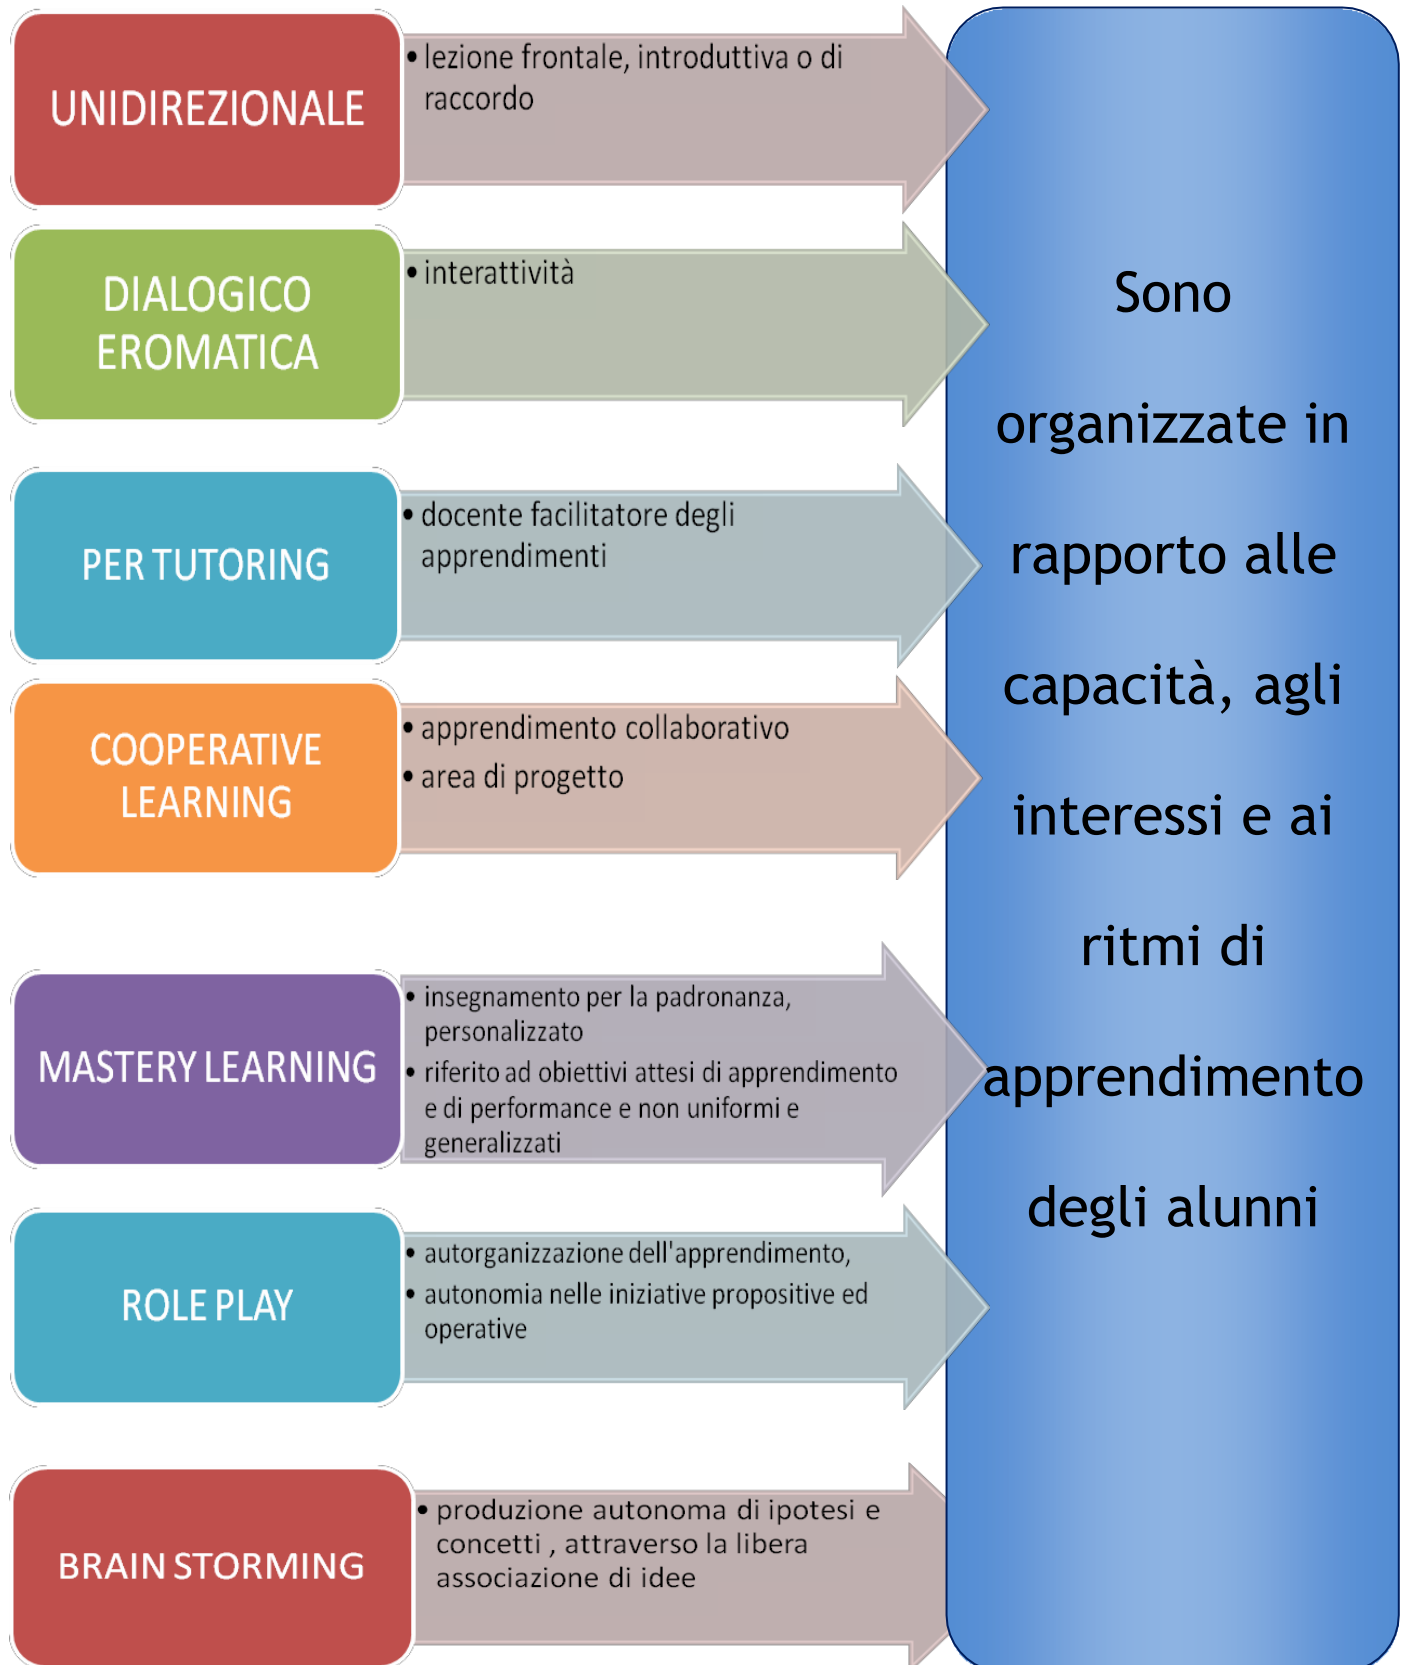 UNIDIREZIONALE
• lezione frontale, introduttiva o di
raccordo
DIALOGICO
EROMATICA
• interattività
PER TUTORING
• docente facilitatore degli
apprendimenti
COOPERATIVE
LEARNING
• apprendimento collaborativo
• area di progetto
MASTERY LEARNING
• insegnamento per la padronanza,
personalizzato
• riferito ad obiettivi attesi di apprendimento
e di performance e non uniformi e
generalizzati
ROLE PLAY
• autorganizzazione dell'apprendimento,
• autonomia nelle iniziative propositive ed
operative
BRAIN STORMING
• produzione autonoma di ipotesi e
concetti , attraverso la libera
associazione di idee
Sono
organizzate in
rapporto alle
capacità, agli
interessi e ai
ritmi di
apprendimento
degli alunni